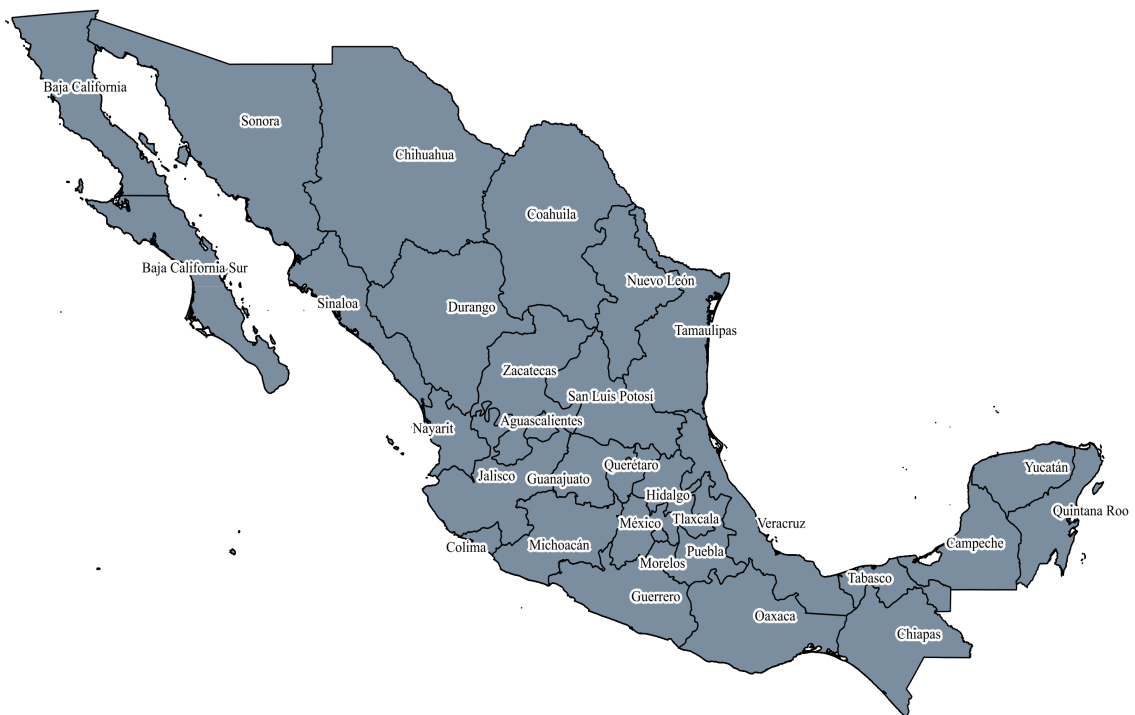 Baja California
Sonora
Chihuahua
Coahuila
Baja California Sur
Nuevo León
Sinaloa
Durango
Tamaulipas
Zacatecas
San Luis Potosí
Aguascalientes
Nayarit
Querétaro
Yucatán
Jalisco
Guanajuato
Hidalgo
Quintana Roo
Tlaxcala
México
Veracruz
Campeche
Colima
Michoacán
Puebla
Morelos
Tabasco
Guerrero
Oaxaca
Chiapas